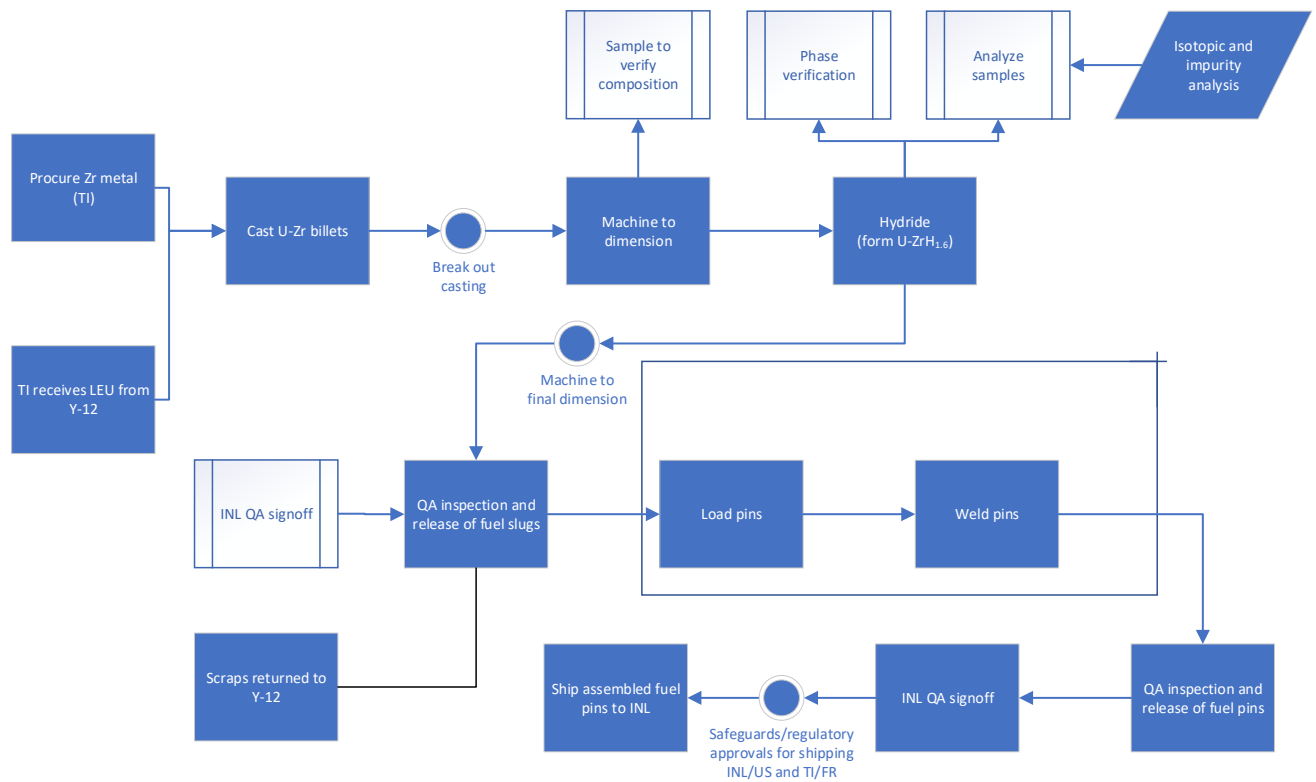 Sample to
verify
composition
Phase
verification
Analyze
samples
Isotopic and
impurity
analysis
Procure Zr metal
(TI)
Cast U-Zr billets
Break out
casting
Machine to
dimension
Hydride
(form U-ZrH1.6)
TI receives LEU from
Y-12
Machine to
final dimension
INL QA signoff
QA inspection and
release of fuel slugs
Load pins
Weld pins
Scraps returned to
Y-12
Ship assembled fuel
pins to INL
Safeguards/regulatory
approvals for shipping
INL/US and TI/FR
INL QA signoff
QA inspection and
release of fuel pins